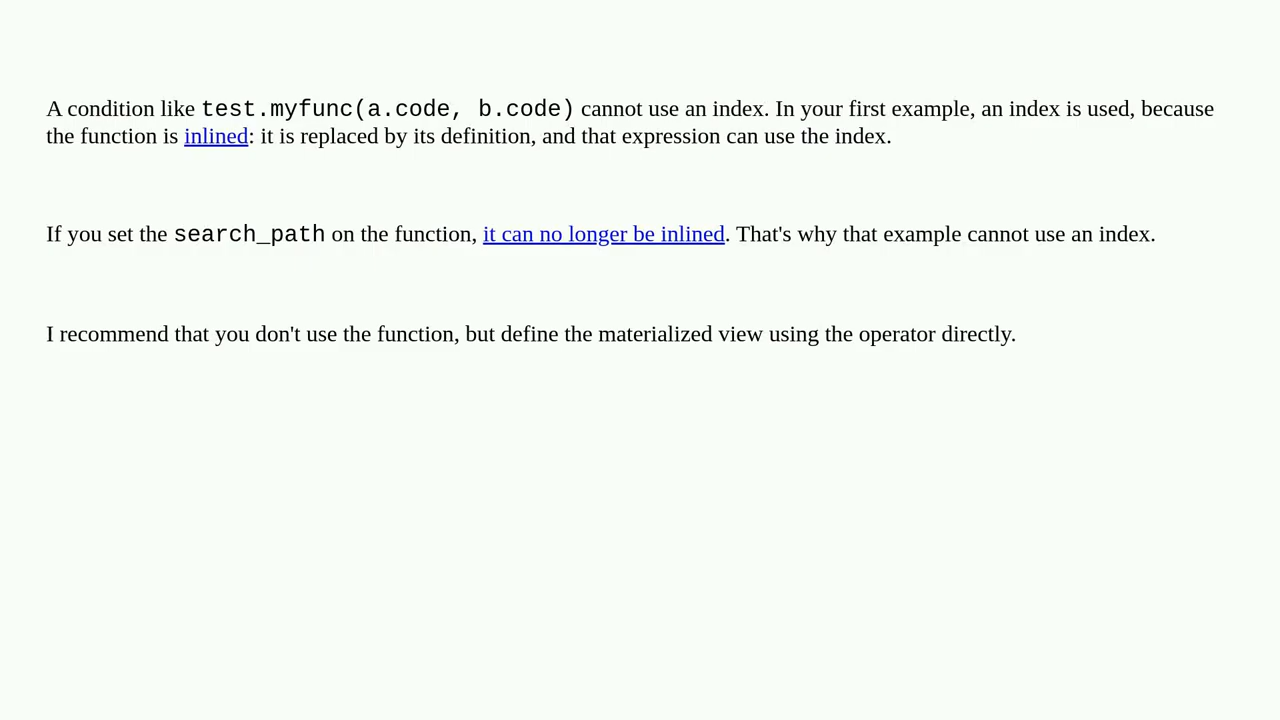 A condition like test.myfunc(a.code, b.code) cannot use an index. In your first example, an index is used, because
the function is inlined: it is replaced by its definition, and that expression can use the index.
If you set the search_path on the function, it can no longer be inlined. That's why that example cannot use an index.
I recommend that you don't use the function, but define the materialized view using the operator directly.